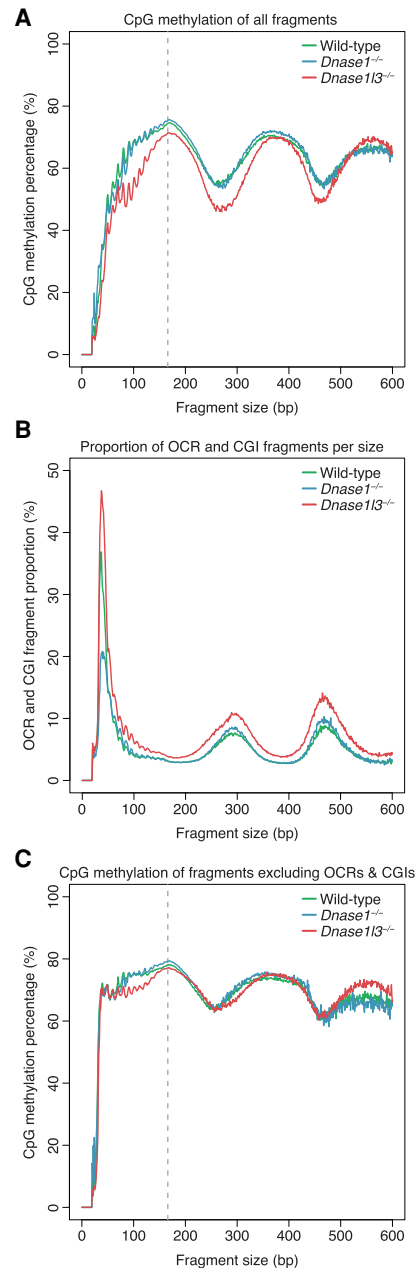 A
CpG methylation of all fragments
CpG methylation percentage (%)
100
80
60
40
20
0
Wild-type
Dnase1⁻/⁻
Dnase1l3⁻/⁻
0 100 200 300 400 500 600
Fragment size (bp)
B
Proportion of OCR and CGI fragments per size
OCR and CGI fragment proportion (%)
50
40
30
20
10
0
Wild-type
Dnase1⁻/⁻
Dnase1l3⁻/⁻
0 100 200 300 400 500 600
Fragment size (bp)
C
CpG methylation of fragments excluding OCRs & CGIs
CpG methylation percentage (%)
100
80
60
40
20
0
Wild-type
Dnase1⁻/⁻
Dnase1l3⁻/⁻
0 100 200 300 400 500 600
Fragment size (bp)